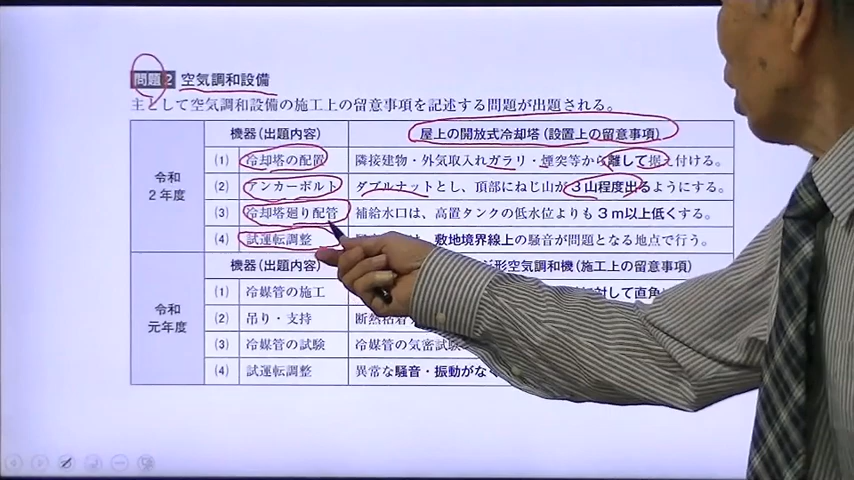 問題2 空気調和設備
主として空気調和設備の施工上の留意事項を記述する問題が出題される。
令和
2年度
機器(出題内容) 屋上の開放式冷却塔(設置上の留意事項)
(1) 冷却塔の配置 隣接建物・外気取入れガラリ・煙突等から離して据え付ける。
(2) アンカーボルト ダブルナットとし、頂部にねじ山が3山程度出るようにする。
(3) 冷却塔廻り配管 補給水口は、高置タンクの低水位よりも3m以上低くする。
(4) 試運転調整 敷地境界線上の騒音が問題となる地点で行う。
令和
元年度
機器(出題内容) 形空気調和機(施工上の留意事項)
(1) 冷媒管の施工 対して直角
(2) 吊り・支持 断熱粘着
(3) 冷媒管の試験 冷媒管の気密試験
(4) 試運転調整 異常な騒音・振動がなく